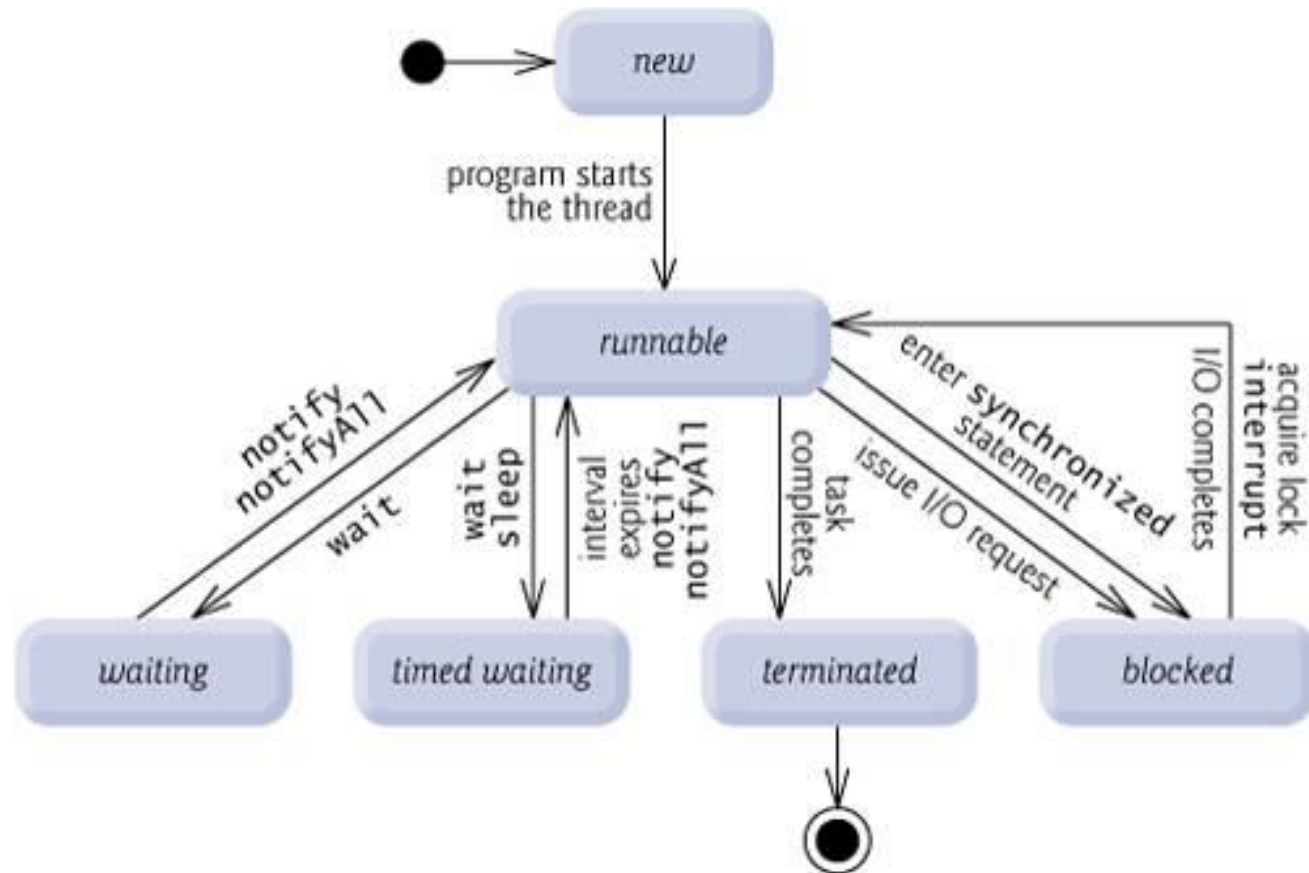 new
program starts
the thread
runnable
notify
notifyAll
wait
wait
sleep
interval
expires
notify
notifyAll
task
completes
issue I/O request
enter synchronized
statement
I/O completes
interrupt
acquire lock
waiting
timed waiting
terminated
blocked